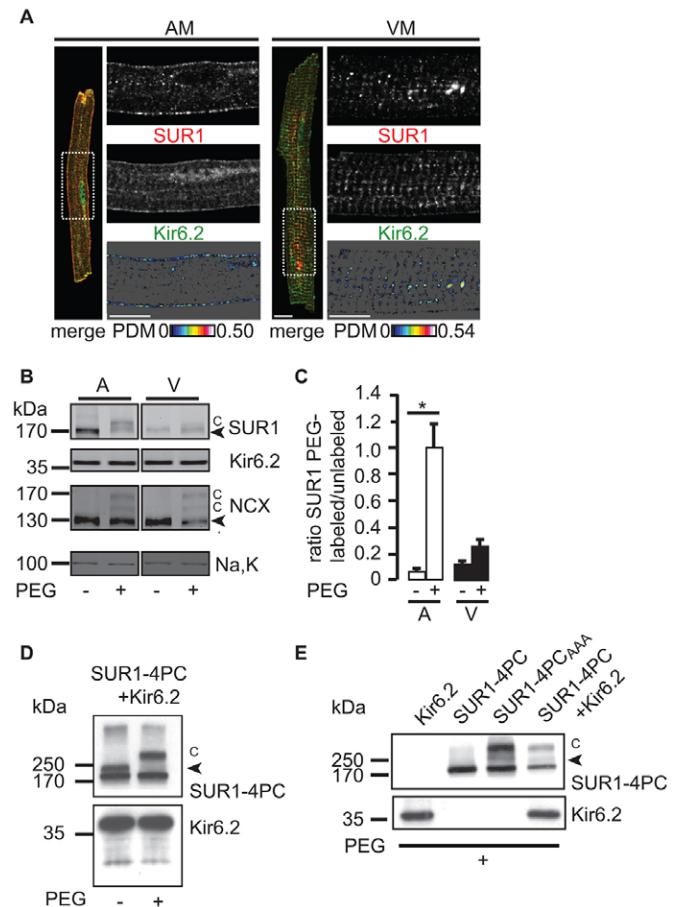 A
AM VM
SUR1 SUR1
Kir6.2 Kir6.2
merge PDM 0 0.50 merge PDM 0 0.54
B
A V
kDa
170 c SUR1
35 Kir6.2
170 c
c NCX
130
100 Na,K
PEG - + - +
C
ratio SUR1 PEG-
labeled/unlabeled
1.4
1.2
1.0
0.8
0.6
0.4
0.2
0
*
PEG - + - +
A V
D
SUR1-4PC
+Kir6.2
kDa
c
250
170
SUR1-4PC
35 Kir6.2
PEG - +
E
Kir6.2 SUR1-4PC SUR1-4PCAAA SUR1-4PC
+Kir6.2
kDa
c
250
170 SUR1-4PC
35 Kir6.2
PEG
+